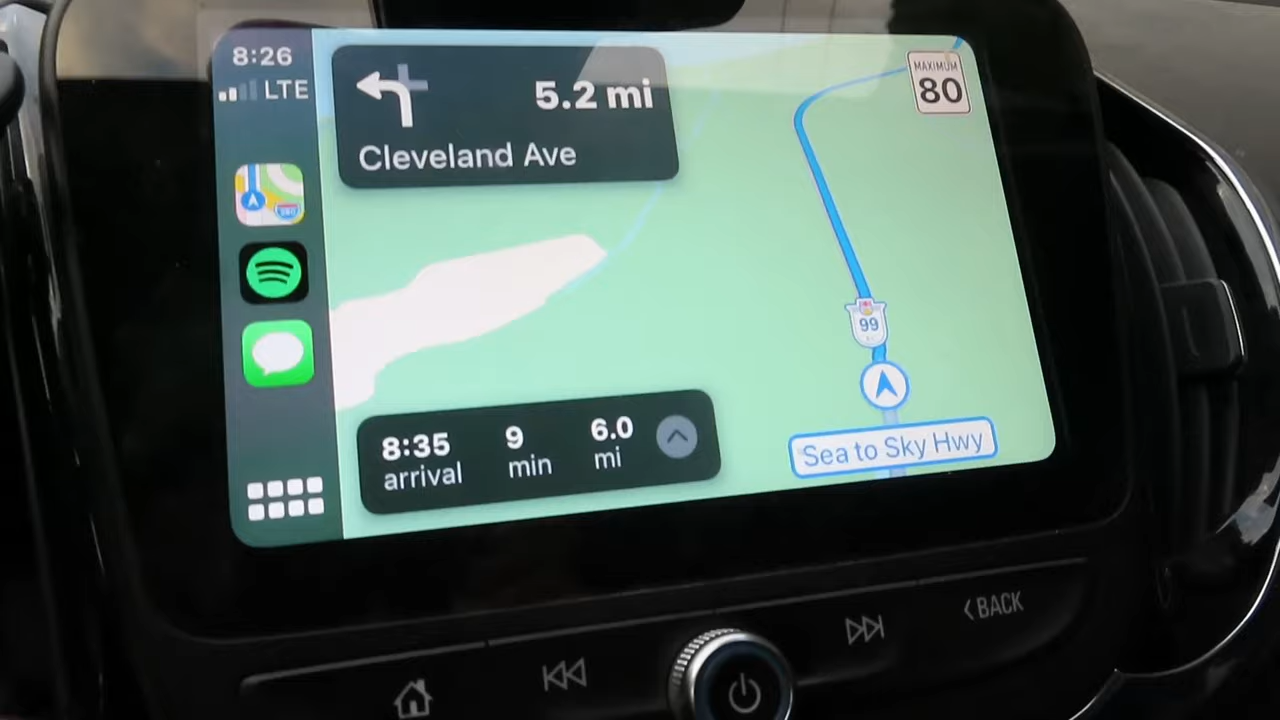 8:26
LTE
5.2 mi
Cleveland Ave
MAXIMUM
80
280
99
Sea to Sky Hwy
8:35 9 6.0
arrival min mi
BACK